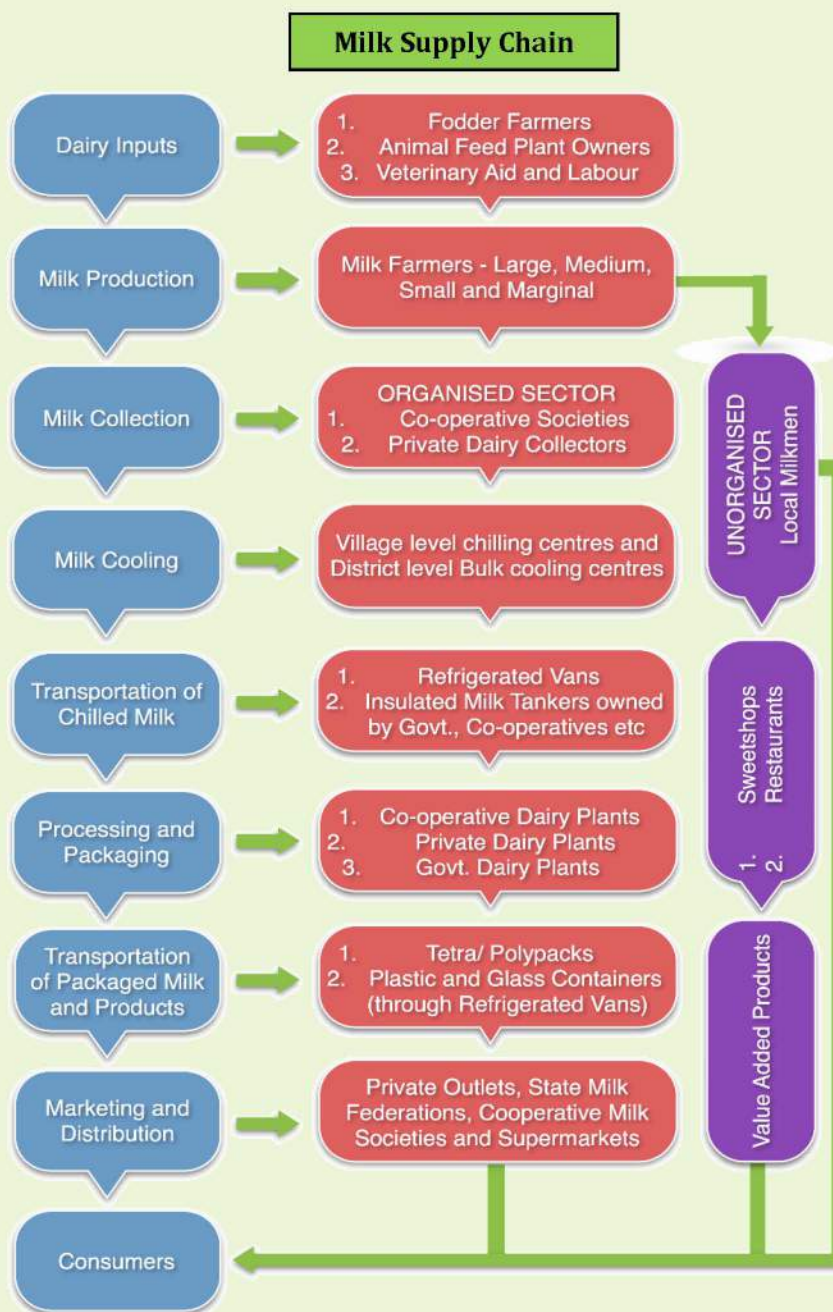 Milk Supply Chain
Dairy Inputs
1. Fodder Farmers
2. Animal Feed Plant Owners
3. Veterinary Aid and Labour
Milk Production
Milk Farmers - Large, Medium,
Small and Marginal
Milk Collection
ORGANISED SECTOR
1. Co-operative Societies
2. Private Dairy Collectors
UNORGANISED
SECTOR
Local Milkmen
Milk Cooling
Village level chilling centres and
District level Bulk cooling centres
Transportation of
Chilled Milk
1. Refrigerated Vans
2. Insulated Milk Tankers owned
by Govt., Co-operatives etc
1. Sweetshops
2. Restaurants
Processing and
Packaging
1. Co-operative Dairy Plants
2. Private Dairy Plants
3. Govt. Dairy Plants
Transportation
of Packaged Milk
and Products
1. Tetra/ Polypacks
2. Plastic and Glass Containers
(through Refrigerated Vans)
Value Added Products
Marketing and
Distribution
Private Outlets, State Milk
Federations, Cooperative Milk
Societies and Supermarkets
Consumers